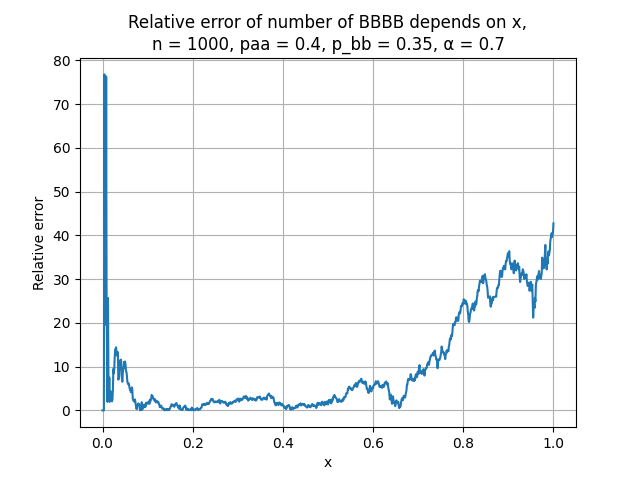 Relative error of number of BBBB depends on x,
n = 1000, paa = 0.4, p_bb = 0.35, α = 0.7
80
70
60
50
40
30
20
10
0
Relative error
0.0 0.2 0.4 0.6 0.8 1.0
x